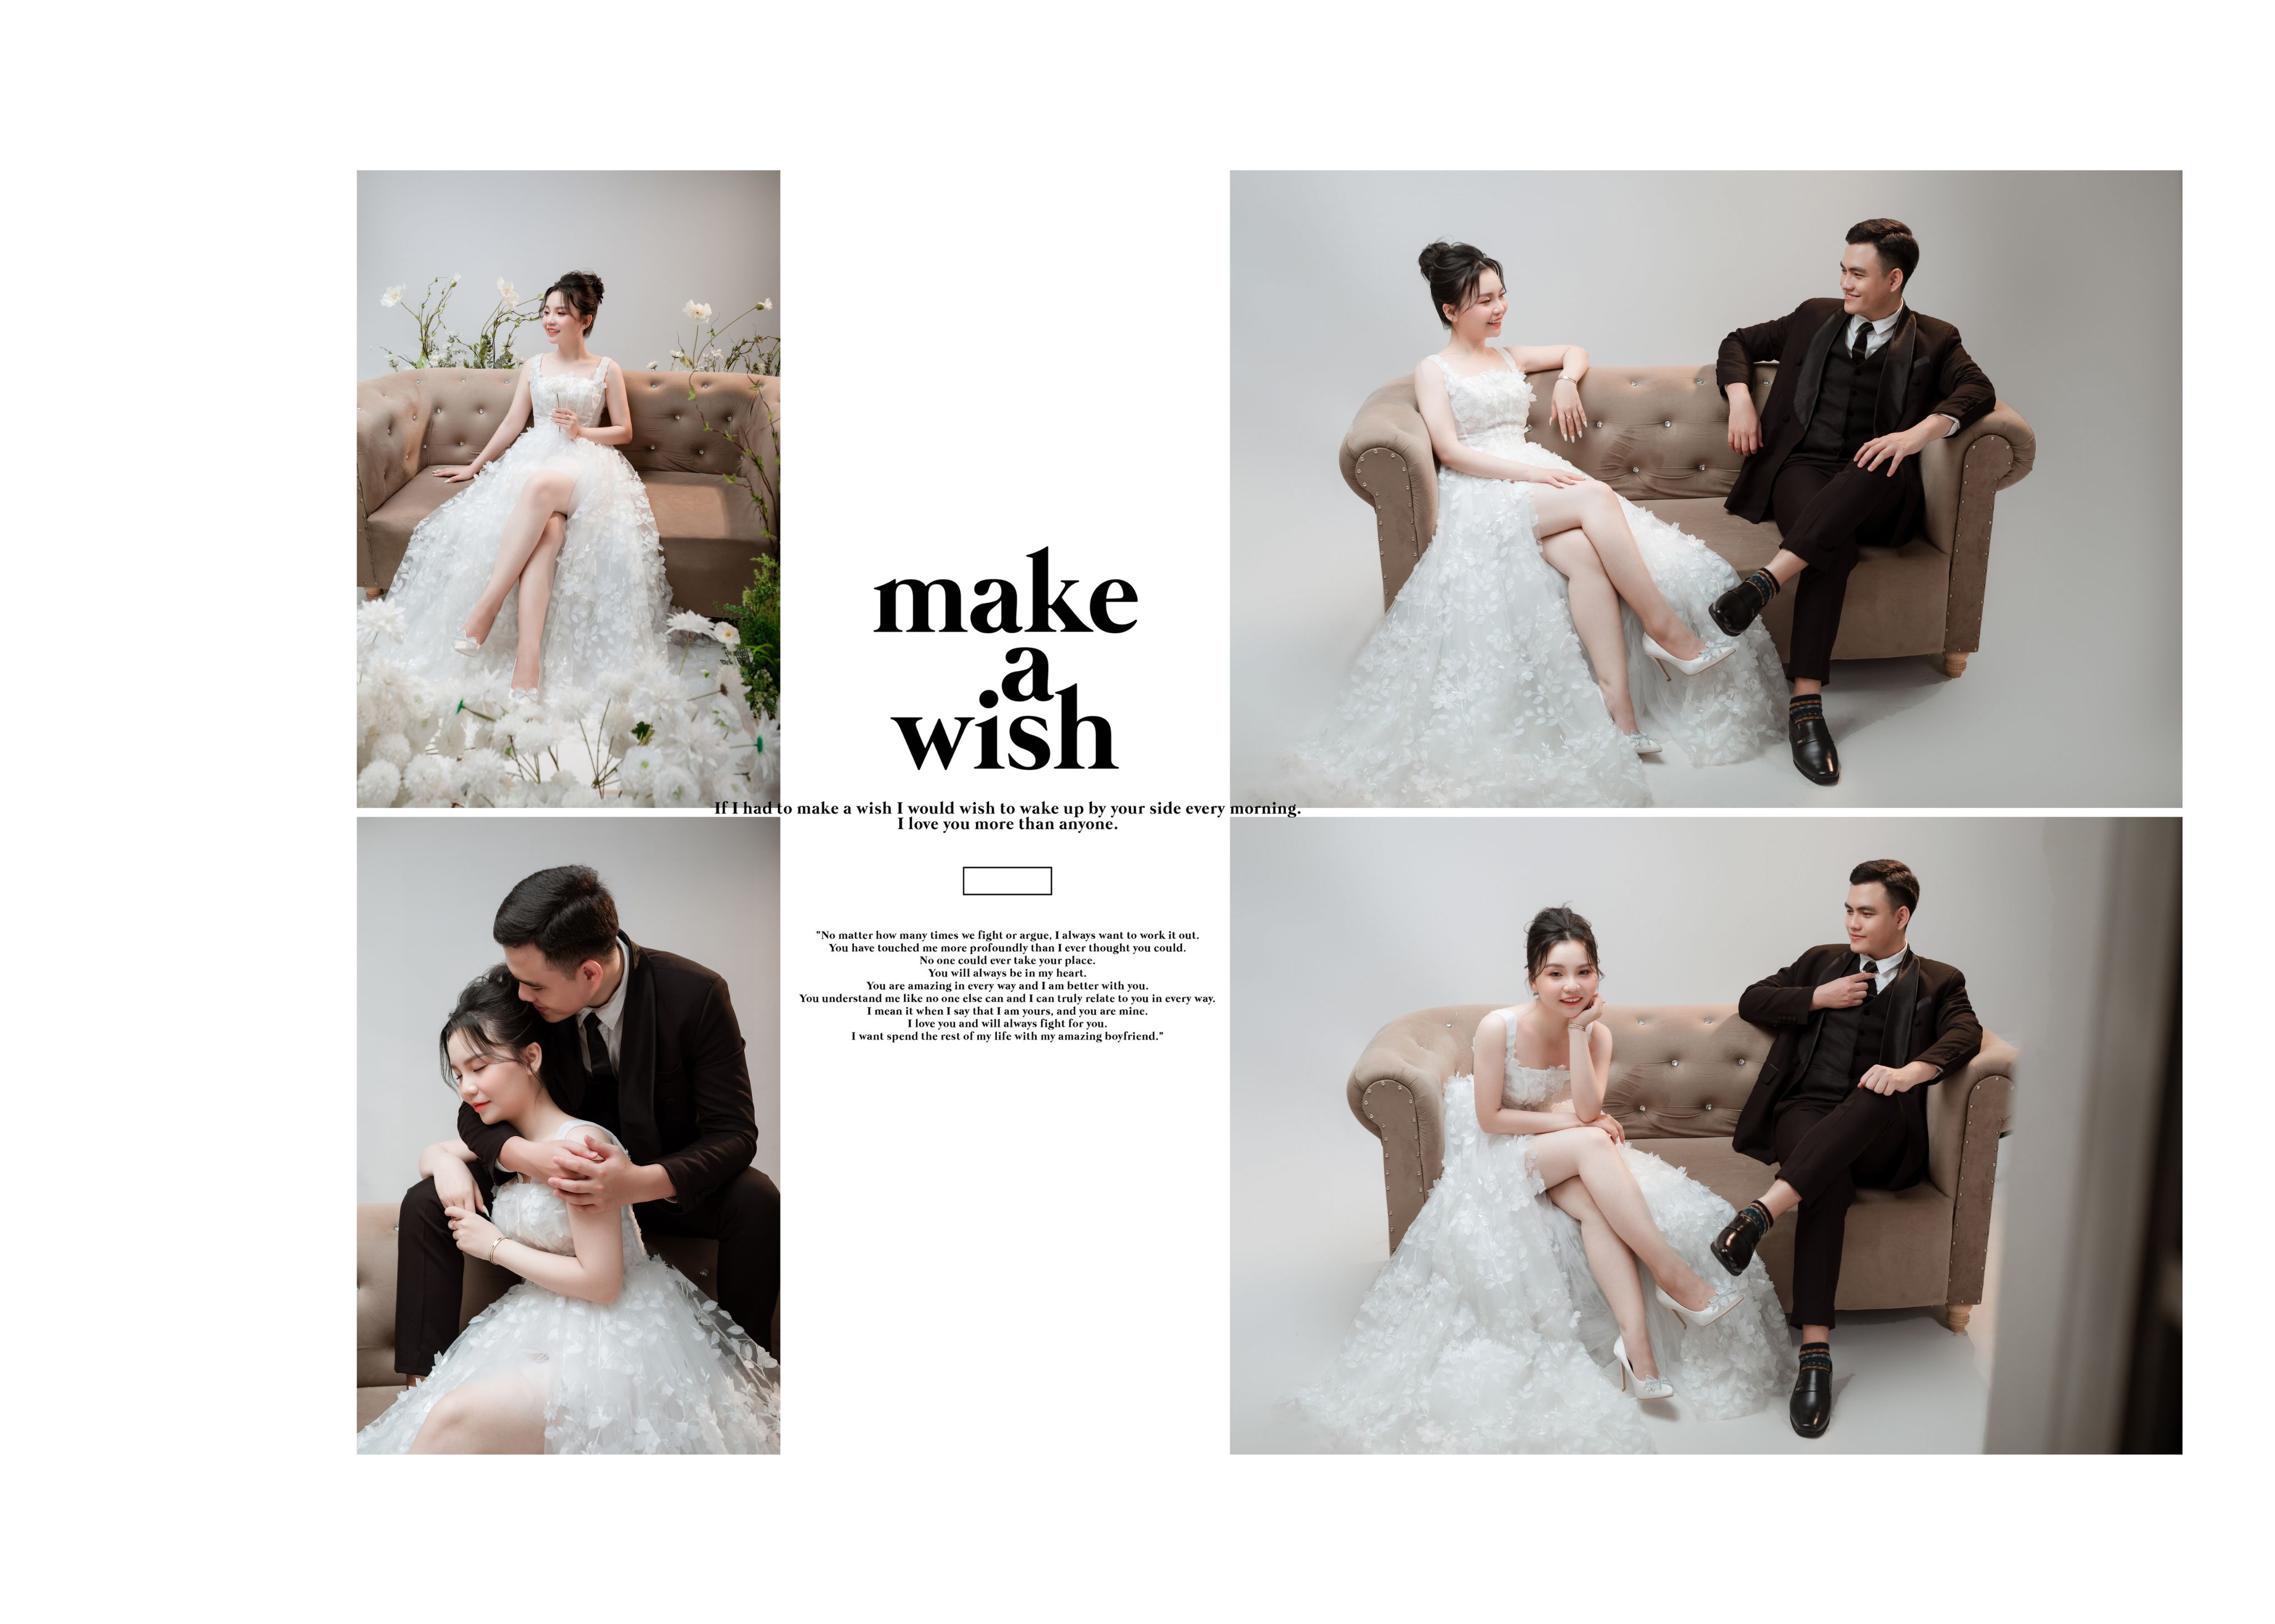 make
a
wish
If I had to make a wish I would wish to wake up by your side every morning.
I love you more than anyone.
"No matter how many times we fight or argue, I always want to work it out.
You have touched me more profoundly than I ever thought you could.
No one could ever take your place.
You will always be in my heart.
You are amazing in every way and I am better with you.
You understand me like no one else can and I can truly relate to you in every way.
I mean it when I say that I am yours, and you are mine.
I love you and will always fight for you.
I want spend the rest of my life with my amazing boyfriend."